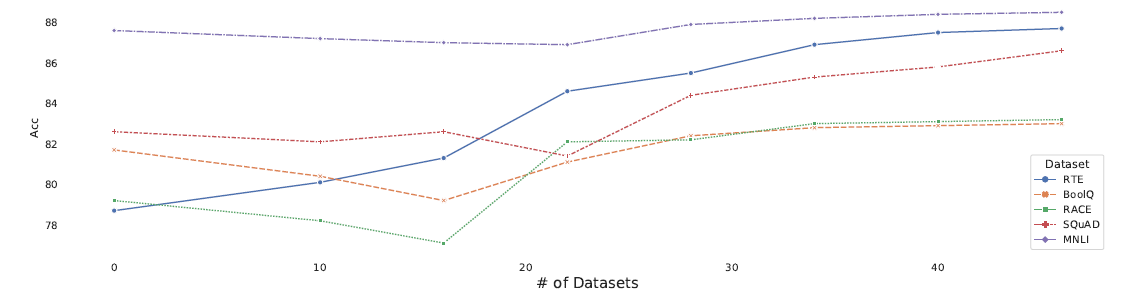 88
86
84
82
80
78
Acc
0 10 20 30 40
# of Datasets
Dataset
RTE
BoolQ
RACE
SQuAD
MNLI